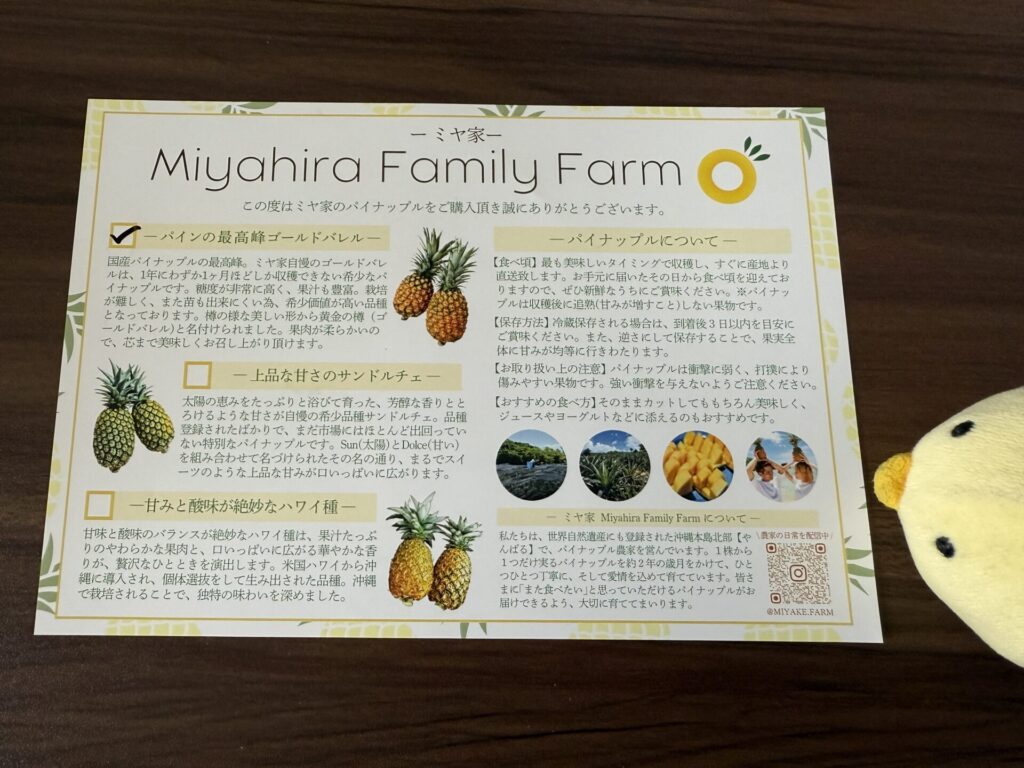 ー ミヤ家ー
Miyahira Family Farm
この度はミヤ家のパイナップルをご購入頂き誠にありがとうございます。
ーパインの最高峰ゴールドバレルー
国産パイナップルの最高峰。ミヤ家自慢のゴールドバレ
ルは、1年にわずか1ヶ月ほどしか収穫できない希少なパ
イナップルです。糖度が非常に高く、果汁も豊富。栽培
が難しく、また苗も出来にくい為、希少価値が高い品種
となっております。樽の様な美しい形から黄金の樽（ゴ
ールドバレル)と名付けられました。果肉が柔らかいの
で、芯まで美味しくお召し上がり頂けます。
ー上品な甘さのサンドルチェー
太陽の恵みをたっぷりと浴びて育った、芳醇な香りとと
ろけるような甘さが自慢の希少品種サンドルチェ。品種
登録されたばかりで、まだ市場にはほとんど出回ってい
ない特別なパイナップルです。Sun(太陽)とDolce(甘い)
を組み合わせて名づけられたその名の通り、まるでスイ
ーツのような上品な甘みが口いっぱいに広がります。
ー甘みと酸味が絶妙なハワイ種ー
甘味と酸味のバランスが絶妙なハワイ種は、果汁たっぷ
りのやわらかな果肉と、口いっぱいに広がる華やかな香
りが、贅沢なひとときを演出します。米国ハワイから沖
縄に導入され、個体選抜をして生み出された品種。沖縄
で栽培されることで、独特の味わいを深めました。
ーパイナップルについてー
【食べ頃】最も美味しいタイミングで収穫し、すぐに産地より
直送致します。お手元に届いたその日から食べ頃を迎えてお
りますので、ぜひ新鮮なうちにご賞味ください。※パイナッ
プルは収穫後に追熟(甘みが増すこと)しない果物です。
【保存方法】冷蔵保存される場合は、到着後3日以内を目安に
ご賞味ください。また、逆さにして保存することで、果実全
体に甘みが均等に行きわたります。
【お取り扱い上の注意】パイナップルは衝撃に弱く、打撲により
傷みやすい果物です。強い衝撃を与えないようご注意ください。
【おすすめの食べ方】そのままカットしてももちろん美味しく、
ジュースやヨーグルトなどに添えるのもおすすめです。
ー ミヤ家 Miyahira Family Farm についてー
私たちは、世界自然遺産にも登録された沖縄本島北部【や
んばる】で、パイナップル農家を営んでいます。1株から
1つだけ実るパイナップルを約2年の歳月をかけて、ひと
つひとつ丁寧に、そして愛情を込めて育てています。皆さ
まに「また食べたい」と思っていただけるパイナップルがお
届けできるよう、大切に育ててまいります。
\農家の日常を配信中/
@MIYAKE.FARM